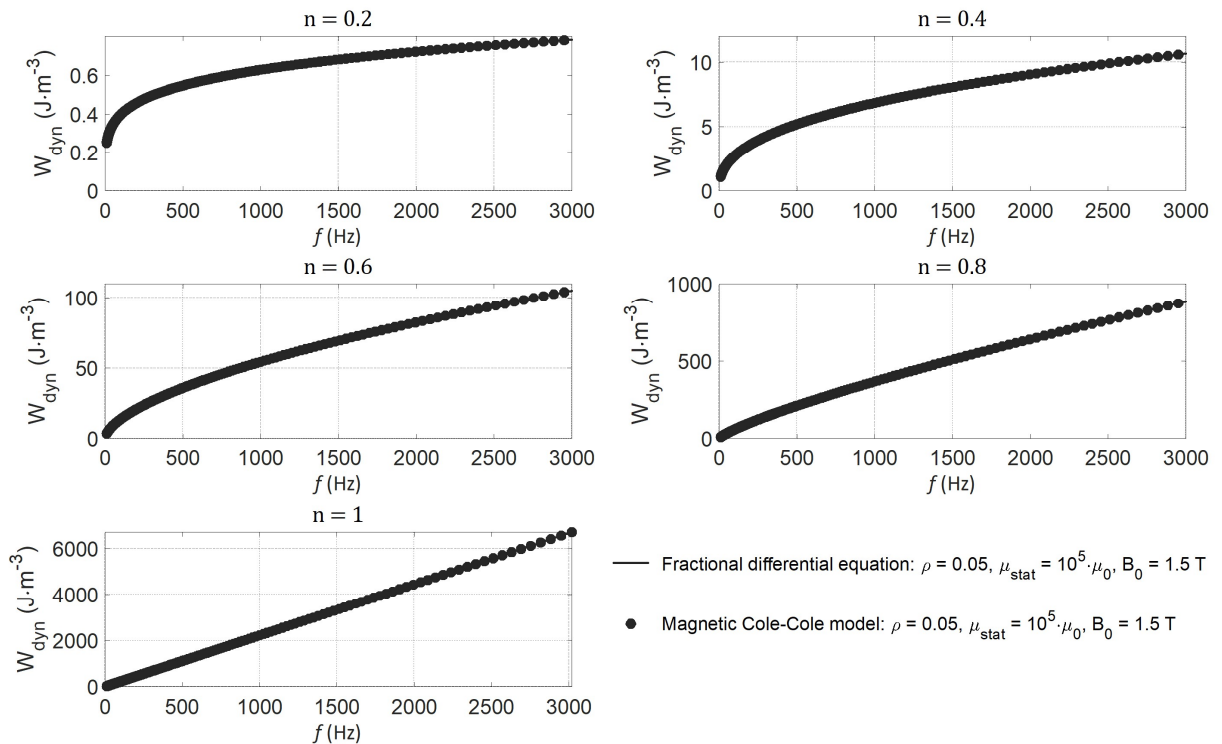 n = 0.2
W_dyn (J·m⁻³)
0.6
0.4
0.2
0
0 500 1000 1500 2000 2500 3000
f (Hz)
n = 0.4
W_dyn (J·m⁻³)
10
5
0
0 500 1000 1500 2000 2500 3000
f (Hz)
n = 0.6
W_dyn (J·m⁻³)
100
50
0
0 500 1000 1500 2000 2500 3000
f (Hz)
n = 0.8
W_dyn (J·m⁻³)
1000
500
0
0 500 1000 1500 2000 2500 3000
f (Hz)
n = 1
W_dyn (J·m⁻³)
6000
4000
2000
0
0 500 1000 1500 2000 2500 3000
f (Hz)
Fractional differential equation: ρ = 0.05, μ_stat = 10⁵·μ₀, B₀ = 1.5 T
Magnetic Cole-Cole model: ρ = 0.05, μ_stat = 10⁵·μ₀, B₀ = 1.5 T